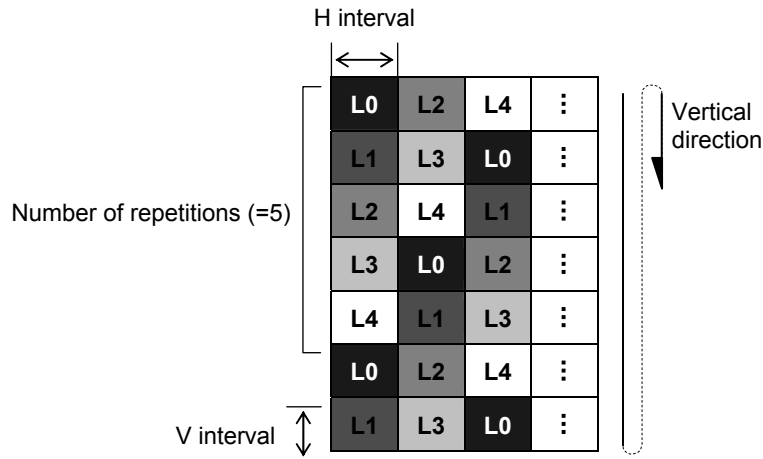 H interval
L0 L2 L4 ⋮
L1 L3 L0 ⋮
L2 L4 L1 ⋮
L3 L0 L2 ⋮
L4 L1 L3 ⋮
L0 L2 L4 ⋮
L1 L3 L0 ⋮
Number of repetitions (=5)
V interval
Vertical
direction